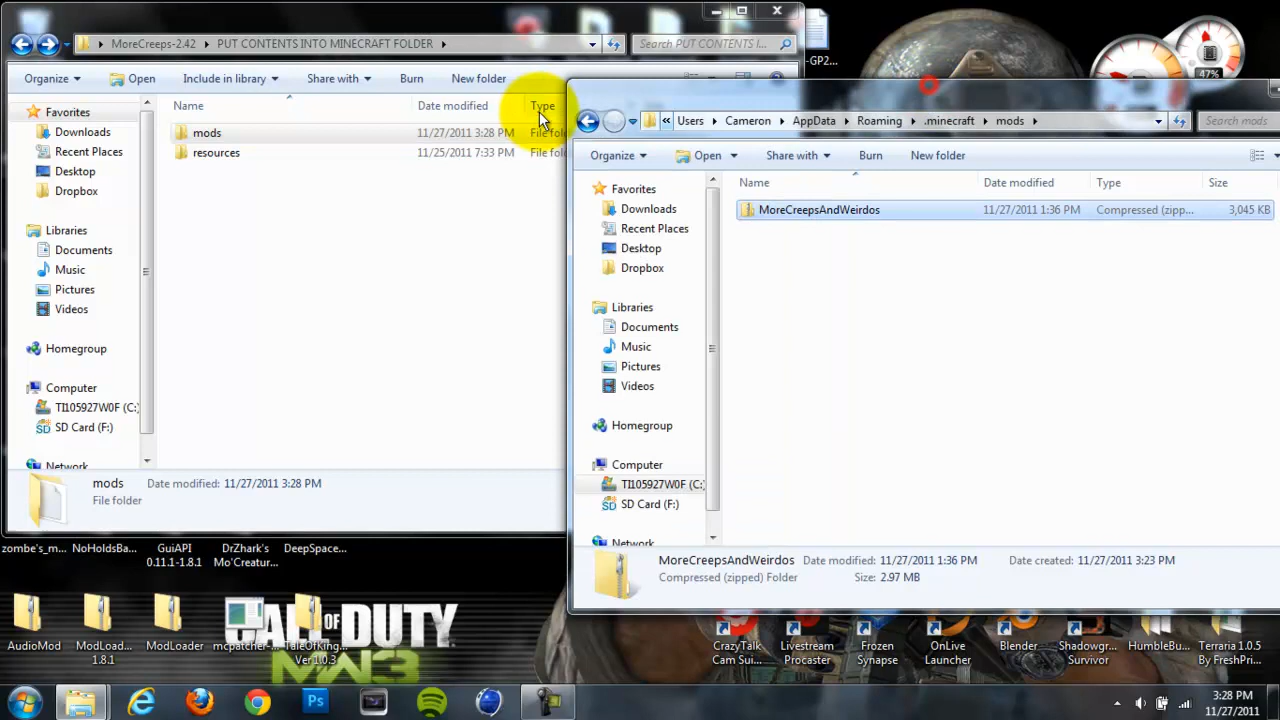 MoreCreeps-2.42 PUT CONTENTS INTO MINECRAFT FOLDER
Search PUT CONTENTS I...
Organize Open Include in library Share with Burn New folder
Name Date modified Type
Favorites
Downloads
Recent Places
Desktop
Dropbox
Libraries
Documents
Music
Pictures
Videos
Homegroup
Computer
TI105927W0F (C:)
SD Card (F:)
Network
mods 11/27/2011 3:28 PM File fol
resources 11/25/2011 7:33 PM File fol
mods Date modified: 11/27/2011 3:28 PM
File folder
-GP2...
47%
« Users Cameron AppData Roaming .minecraft mods
Search mods
Organize Open Share with Burn New folder
Name Date modified Type Size
Favorites
Downloads
Recent Places
Desktop
Dropbox
Libraries
Documents
Music
Pictures
Videos
Homegroup
Computer
TI105927W0F (C:)
SD Card (F:)
Network
MoreCreepsAndWeirdos 11/27/2011 1:36 PM Compressed (zipp... 3,045 KB
MoreCreepsAndWeirdos Date modified: 11/27/2011 1:36 PM Date created: 11/27/2011 3:23 PM
Compressed (zipped) Folder Size: 2.97 MB
zombe's_m... NoHoldsBa... GuiAPI 0.11.1-1.8.1 DrZhark's Mo'Creatur... DeepSpace...
CALL OF DUTY
MW3
AudioMod ModLoader 1.8.1 ModLoader mcpatcher-... TaleOfKing... Ver1.0.3
CrazyTalk Cam Sui... Livestream Procaster Frozen Synapse OnLive Launcher Blender Shadowgr... Survivor HumbleBu... Terraria 1.0.5 By FreshPri...
Ps
3:28 PM
11/27/2011